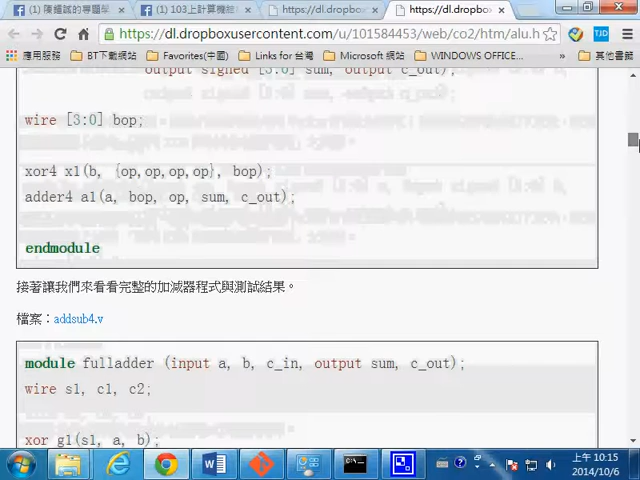 陳鍾誠的專題榮
103上計算機組
https://dl.dropboxuserc
https://dl.dropboxuser
https://dl.dropboxusercontent.com/u/101584453/web/co2/htm/alu.h
應用服務 BT下載網站 Favorites(中國) Links for 台灣 Microsoft 網站 WINDOWS OFFICE... » 其他書籤
output signed [3:0] sum, output c_out);
wire [3:0] bop;
xor4 x1(b, {op,op,op,op}, bop);
adder4 a1(a, bop, op, sum, c_out);
endmodule
接著讓我們來看看完整的加減器程式與測試結果。
檔案：addsub4.v
module fulladder (input a, b, c_in, output sum, c_out);
wire s1, c1, c2;
xor g1(s1, a, b);
上午 10:15
2014/10/6